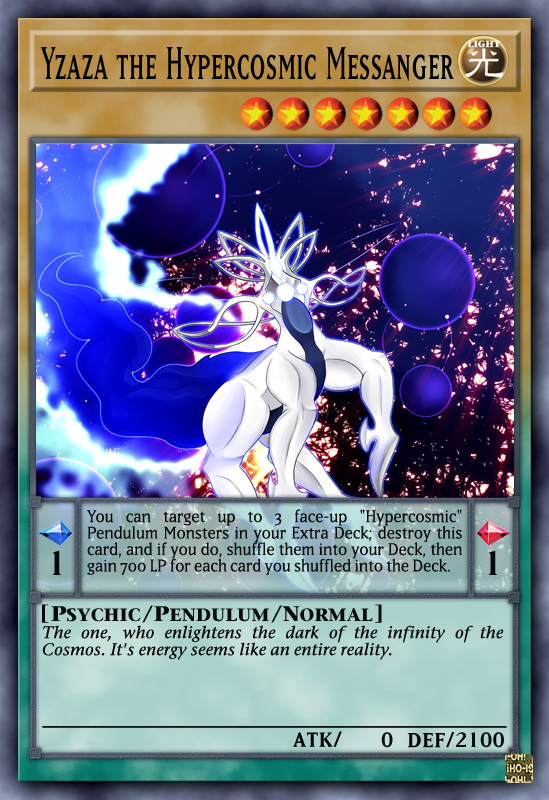 Yzaza the Hypercosmic Messanger
LIGHT
光
You can target up to 3 face-up "Hypercosmic"
Pendulum Monsters in your Extra Deck; destroy this
card, and if you do, shuffle them into your Deck, then
gain 700 LP for each card you shuffled into the Deck.
1
1
[Psychic/Pendulum/Normal]
The one, who enlightens the dark of the infinity of the
Cosmos. It's energy seems like an entire reality.
ATK/ 0 DEF/2100